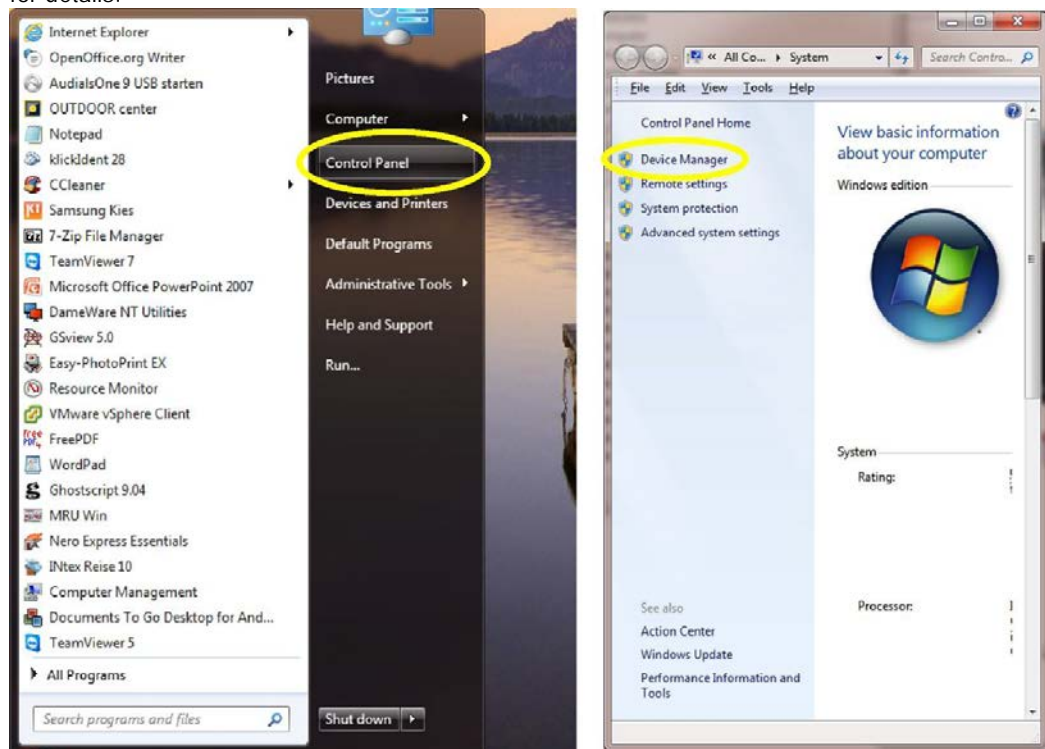 for details.
Internet Explorer
OpenOffice.org Writer
AudialsOne 9 USB starten
OUTDOOR center
Notepad
klickIdent 28
CCleaner
Samsung Kies
7-Zip File Manager
TeamViewer 7
Microsoft Office PowerPoint 2007
DameWare NT Utilities
GSview 5.0
Easy-PhotoPrint EX
Resource Monitor
VMware vSphere Client
FreePDF
WordPad
Ghostscript 9.04
MRU Win
Nero Express Essentials
INtex Reise 10
Computer Management
Documents To Go Desktop for And...
TeamViewer 5
All Programs
Search programs and files
Pictures
Computer
Control Panel
Devices and Printers
Default Programs
Administrative Tools
Help and Support
Run...
Shut down
« All Co... System
Search Contro...
File Edit View Tools Help
Control Panel Home
Device Manager
Remote settings
System protection
Advanced system settings
See also
Action Center
Windows Update
Performance Information and
Tools
View basic information
about your computer
Windows edition
System
Rating:
Processor: